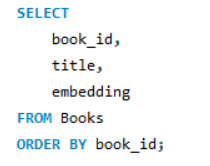 SELECT
    book_id,
    title,
    embedding
FROM Books
ORDER BY book_id;